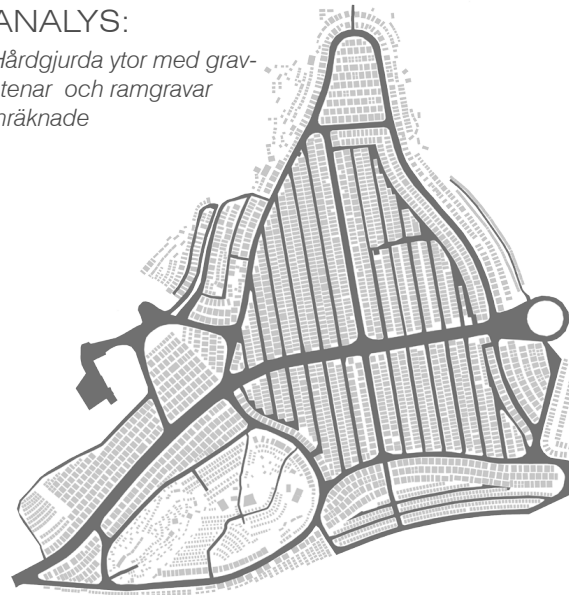 ANALYS:
Hårdgjurda ytor med grav-
tenar och ramgravar
nräknade